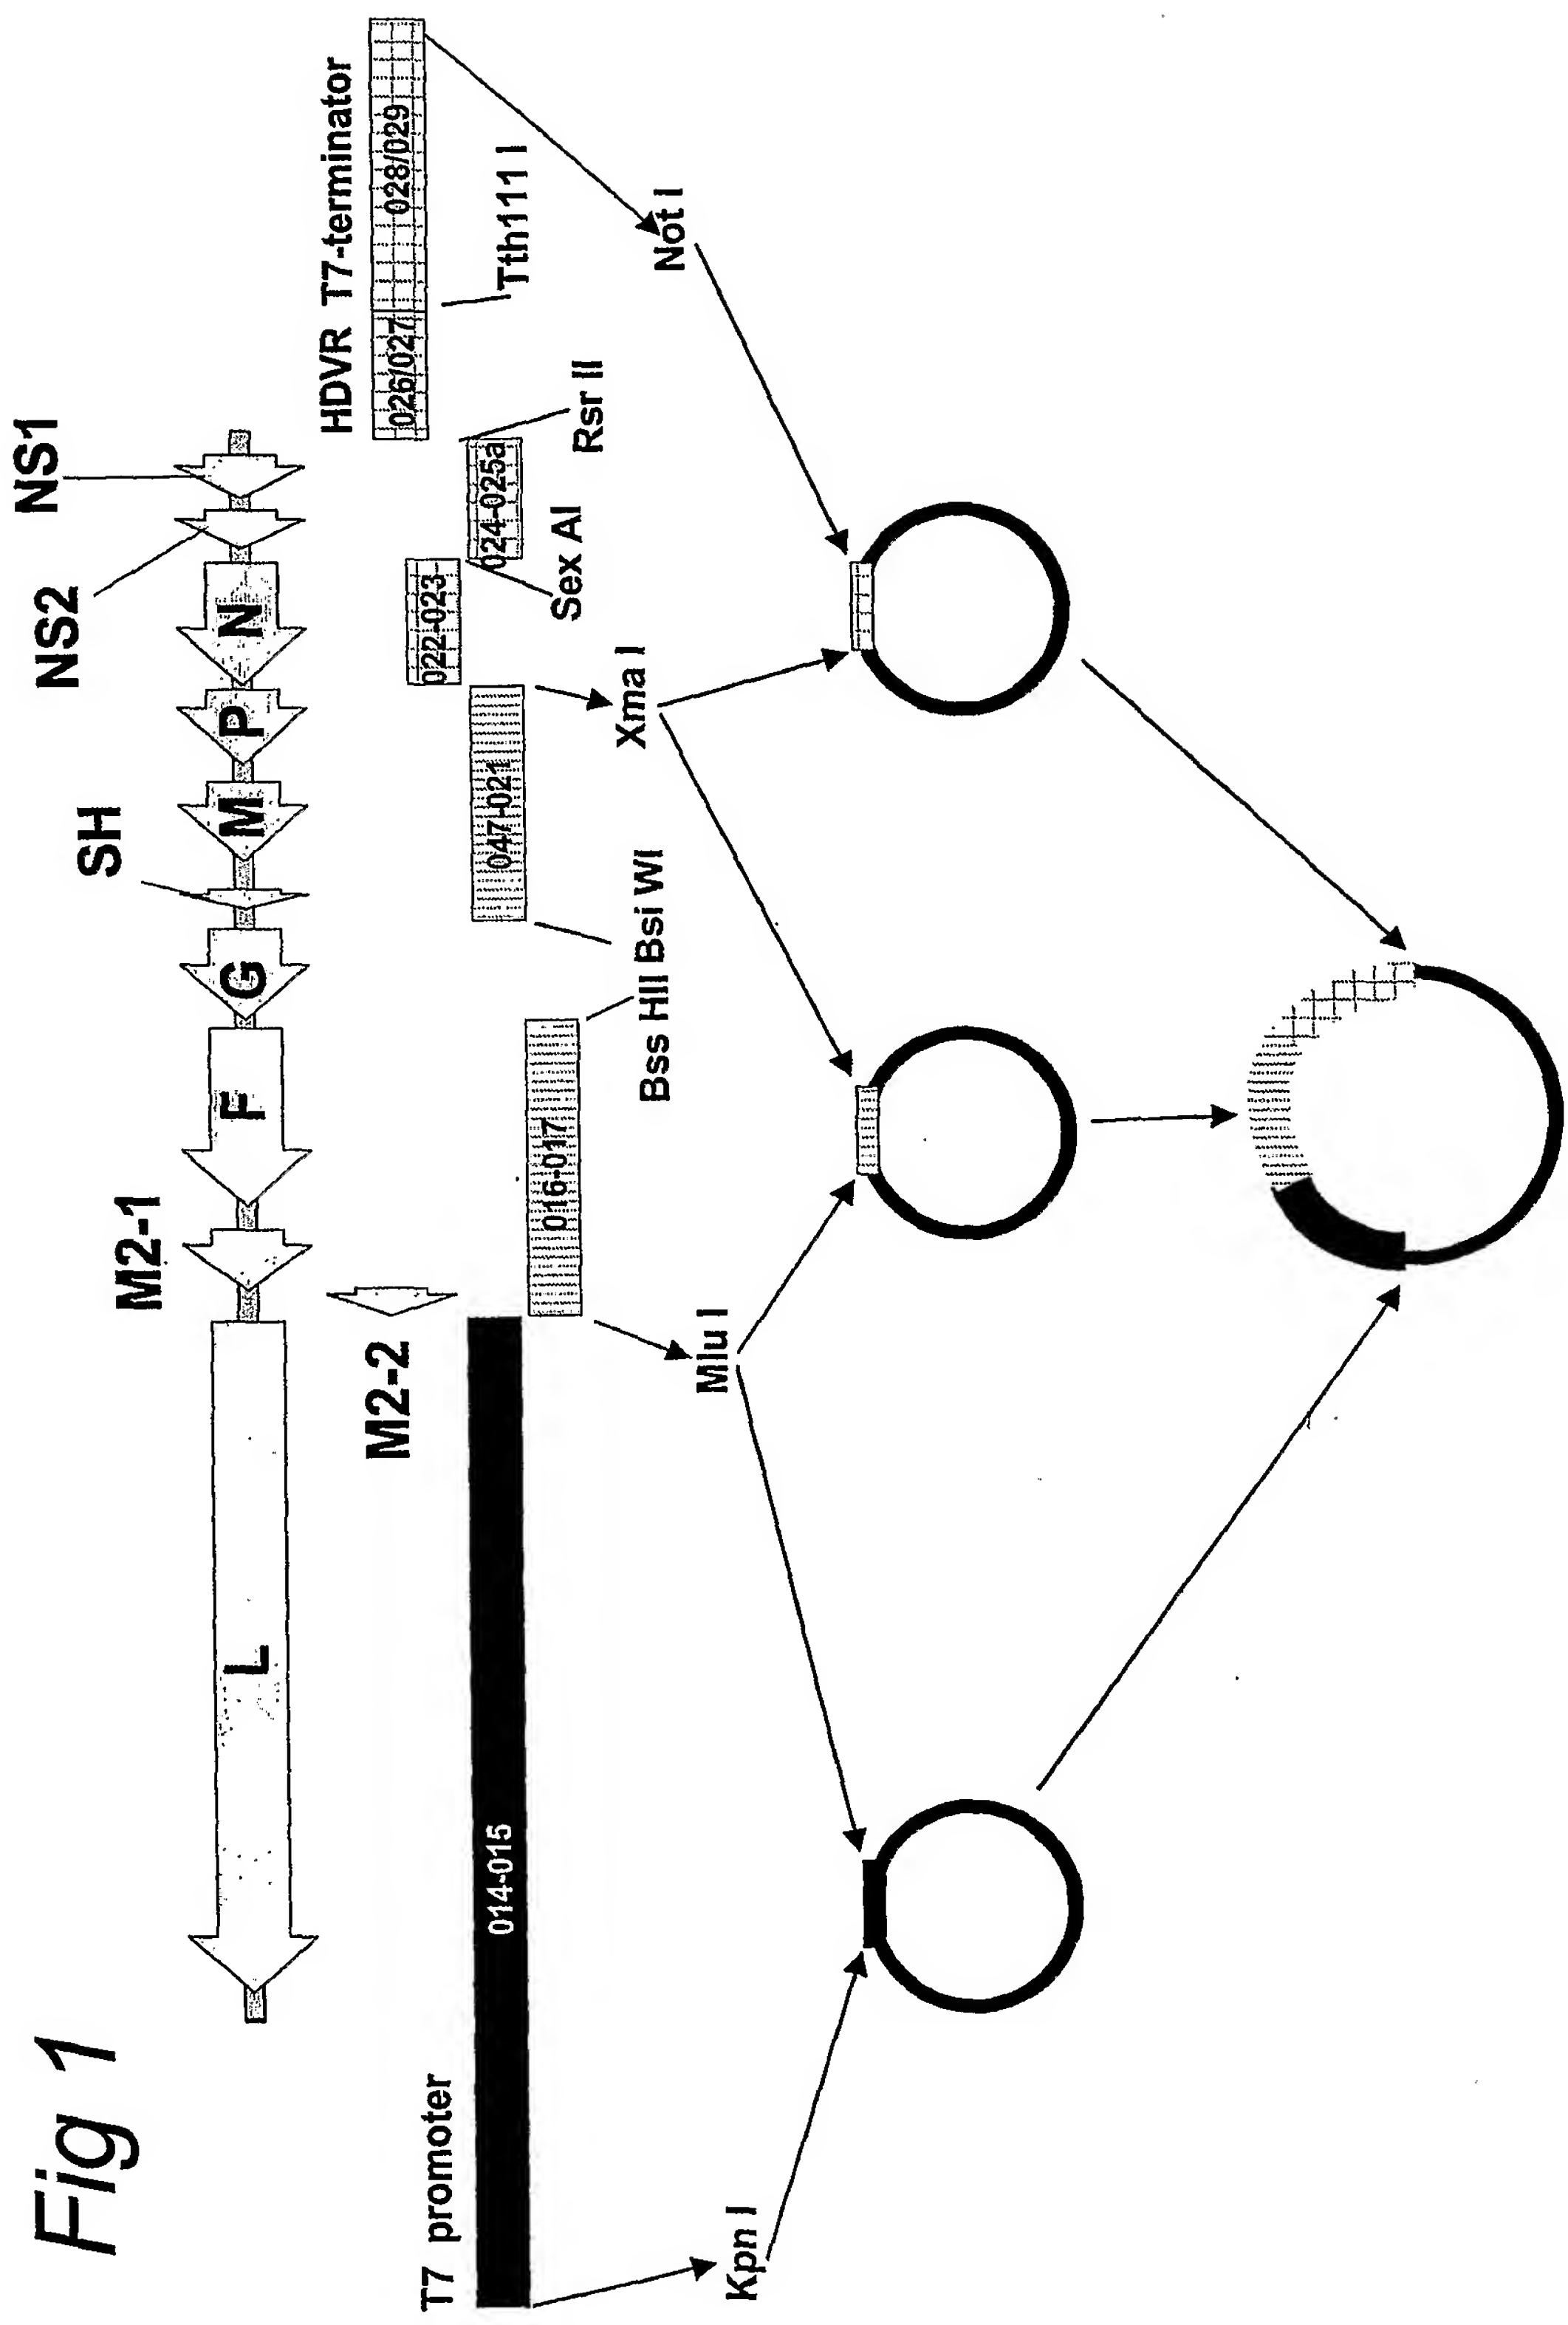 Fig 1
NS1
NS2
SH
M2-1
L
F
G
M
P
N
M2-2
HDVR T7-terminator
T7 promoter
014-015
016-017
047-021
022-023
024-025a
026/027
028/029
Tth111 I
Rsr II
Sex AI
Bss HII Bsi WI
Kpn I
Mlu I
Xma I
Not I